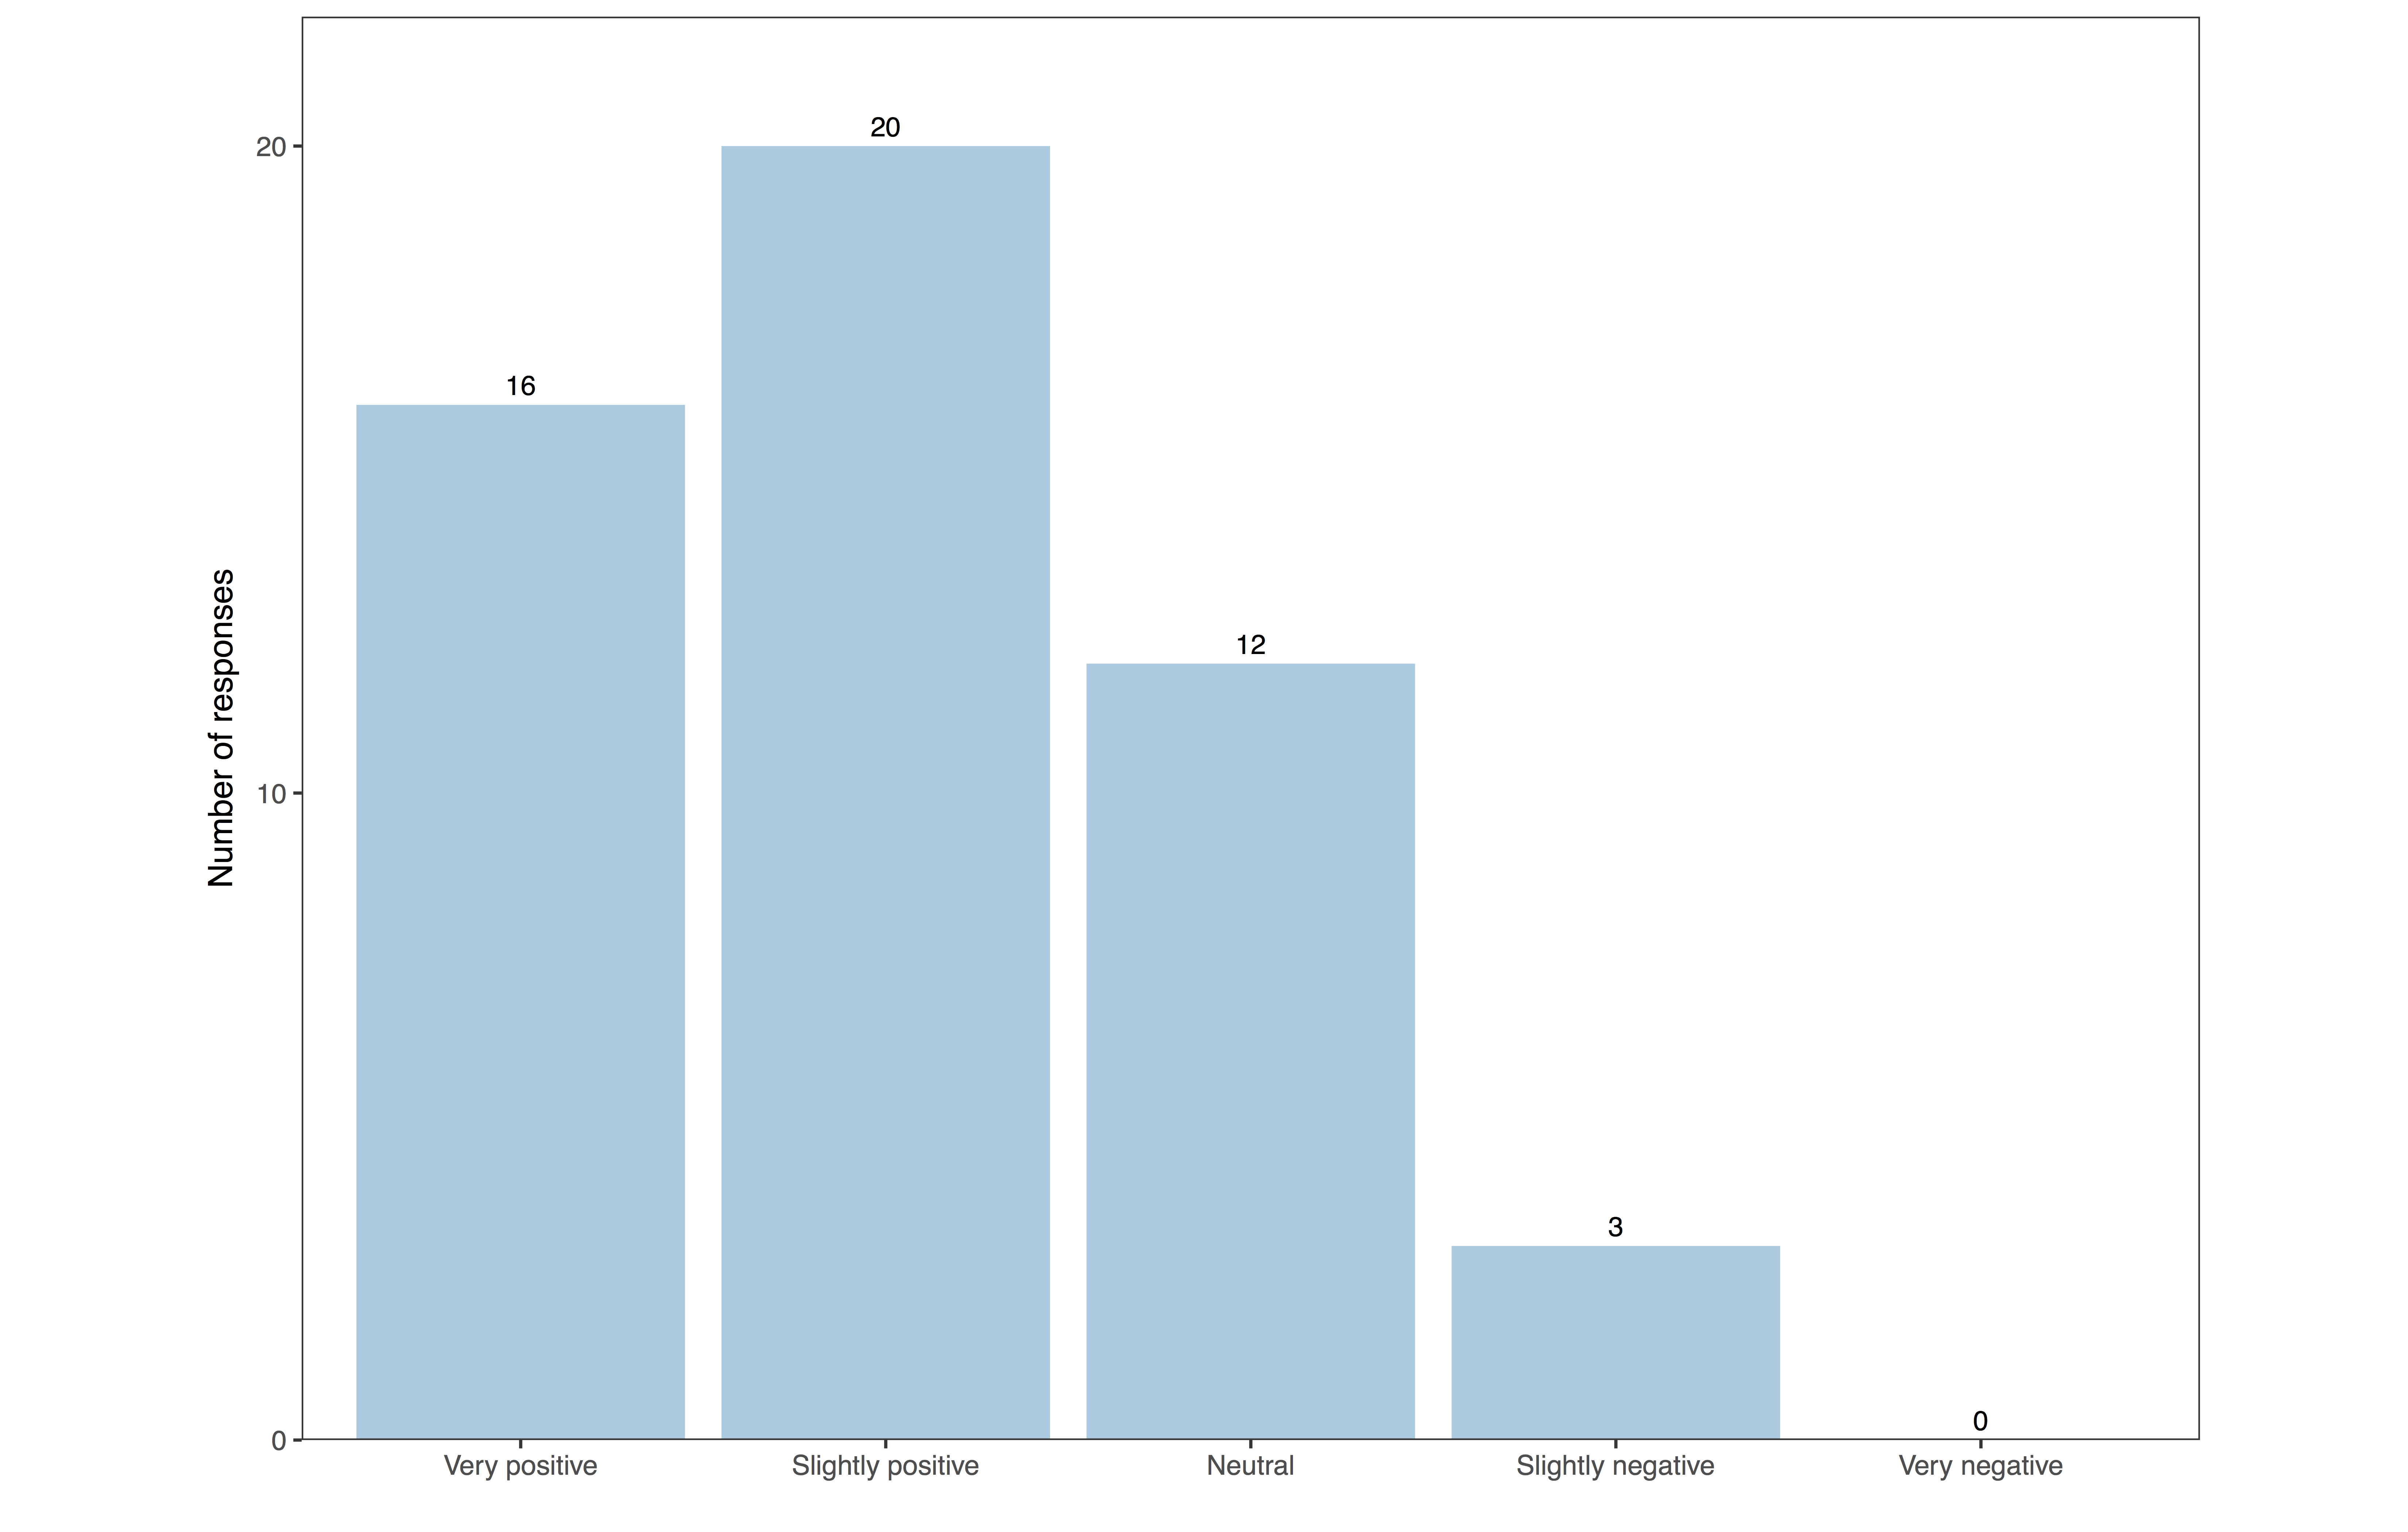 Number of responses
20
10
0
16
20
12
3
0
Very positive
Slightly positive
Neutral
Slightly negative
Very negative